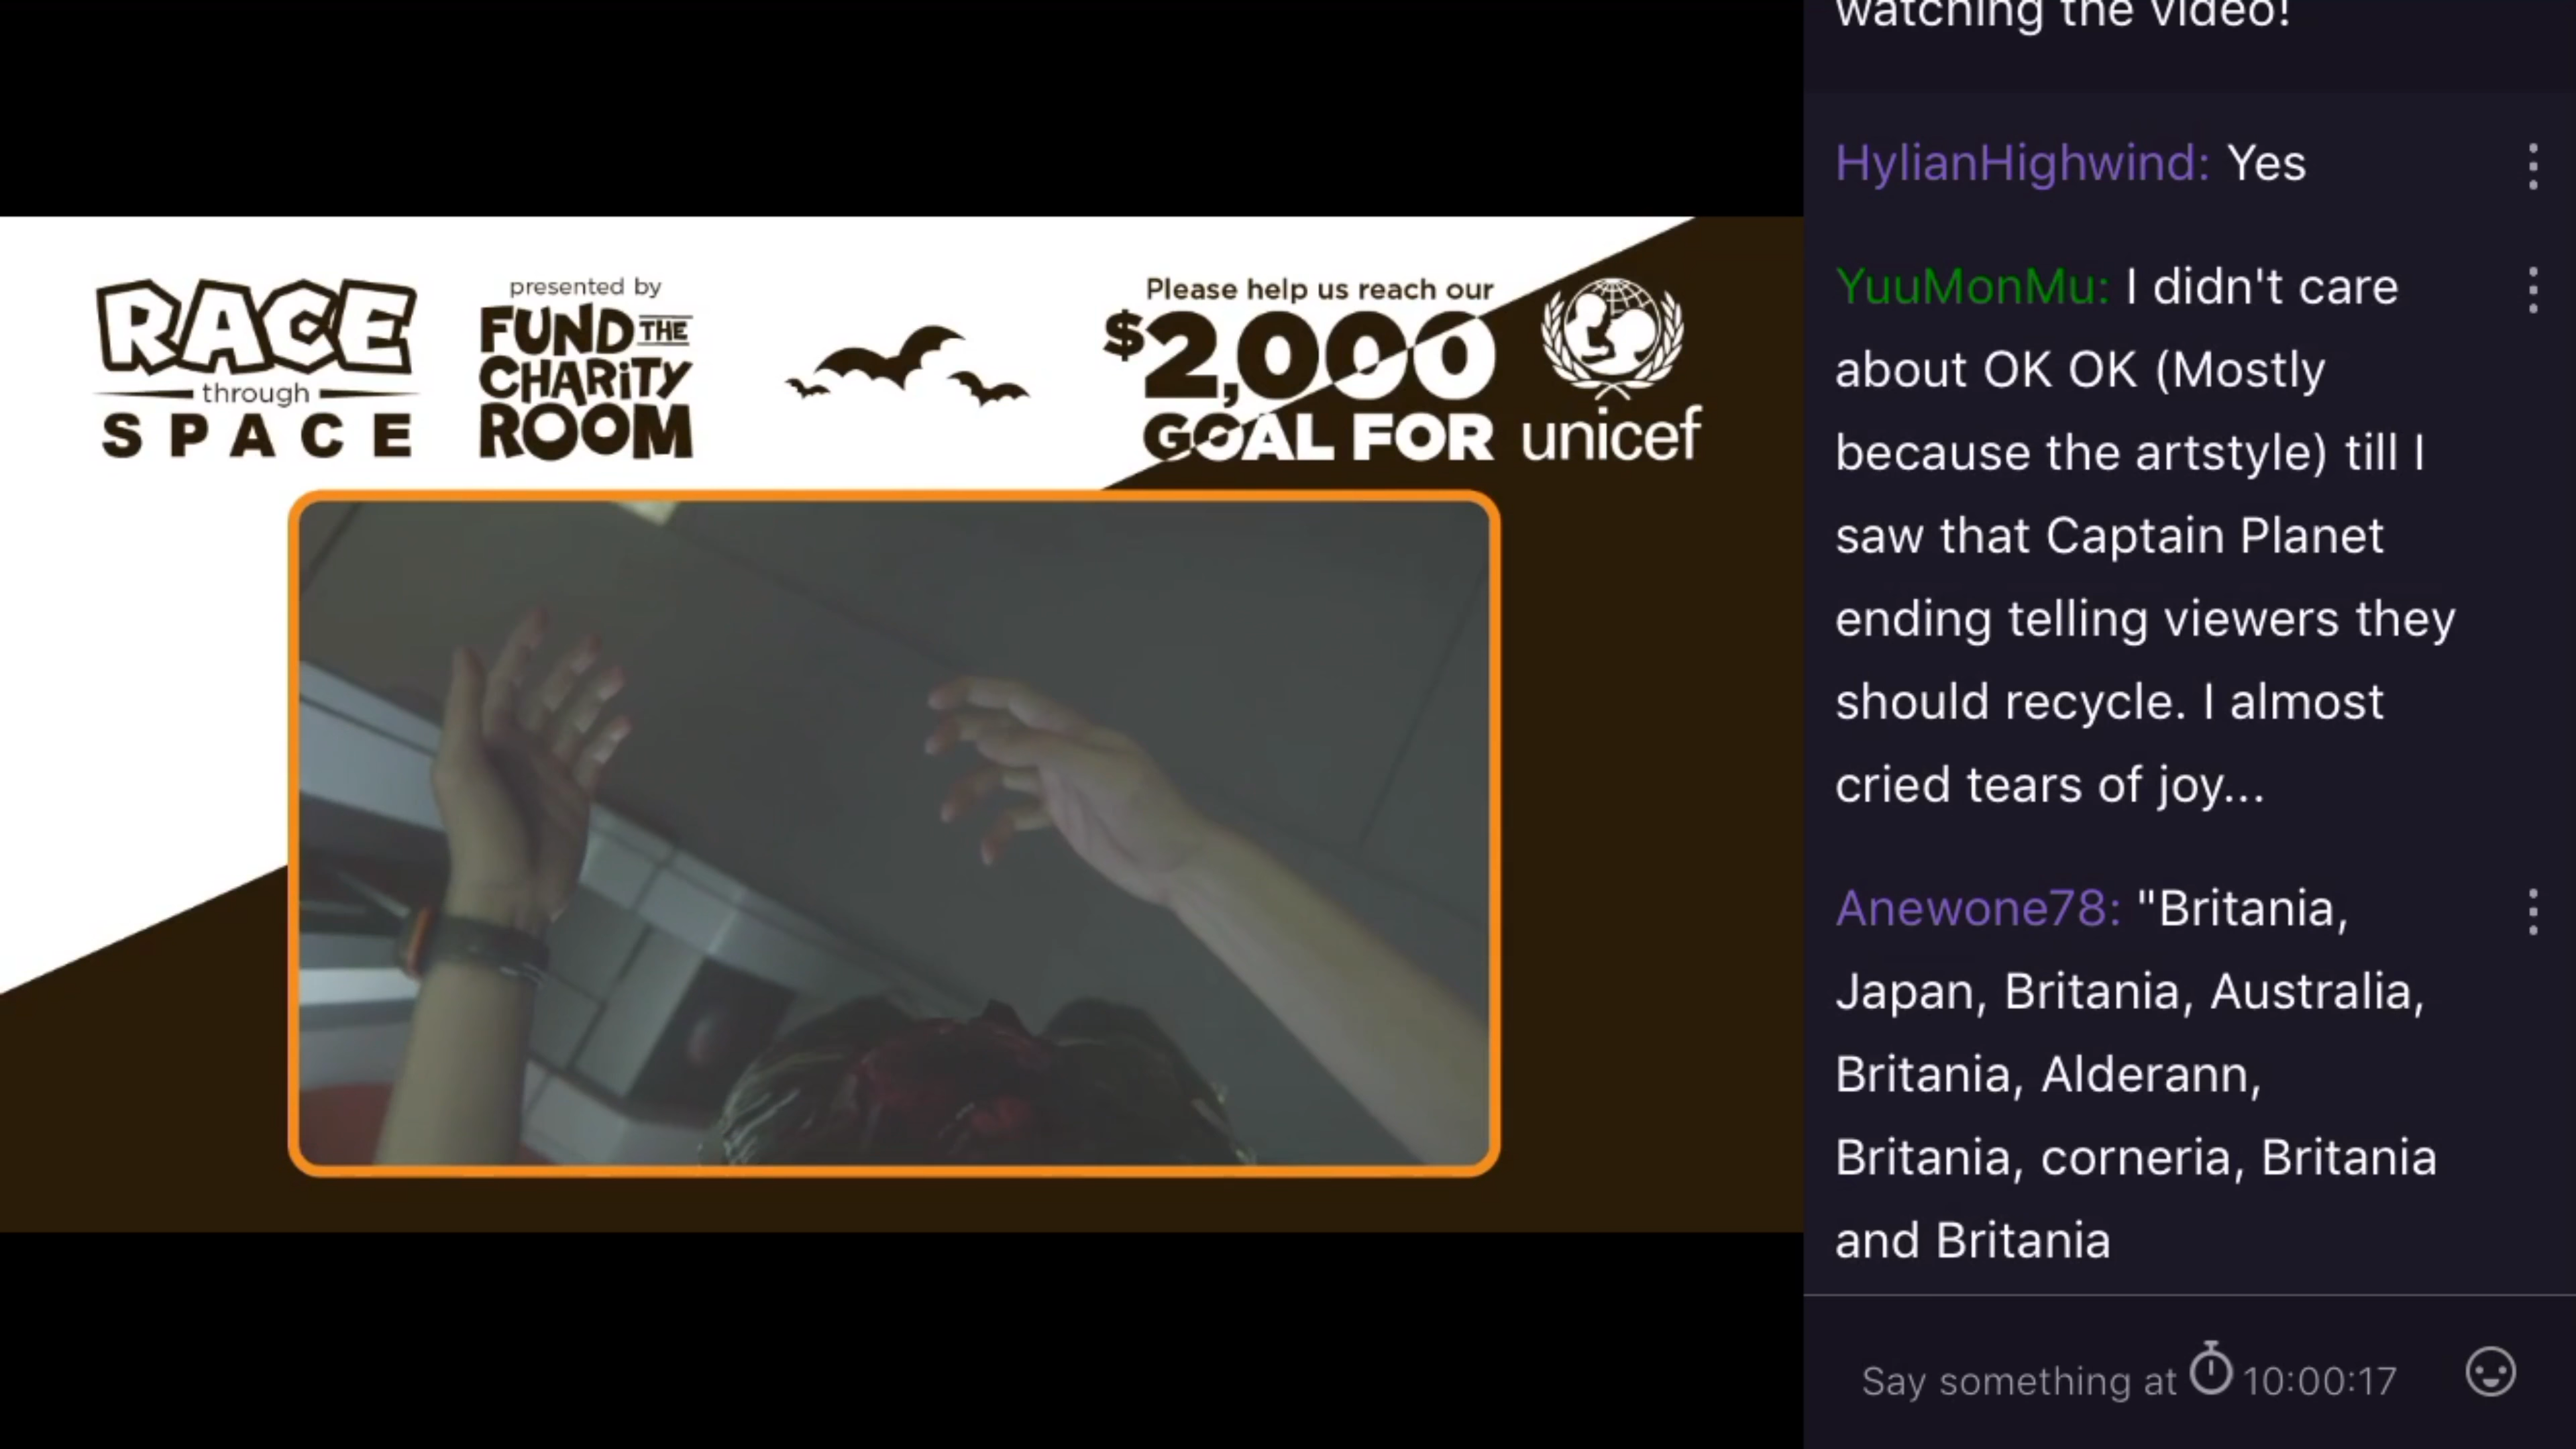 RACE
through
SPACE
presented by
FUND THE
CHARiTY
ROOM
Please help us reach our
$2,000
GOAL FOR
unicef
watching the video!
HylianHighwind: Yes
YuuMonMu: I didn't care
about OK OK (Mostly
because the artstyle) till I
saw that Captain Planet
ending telling viewers they
should recycle. I almost
cried tears of joy...
Anewone78: "Britania,
Japan, Britania, Australia,
Britania, Alderann,
Britania, corneria, Britania
and Britania
Say something at 10:00:17